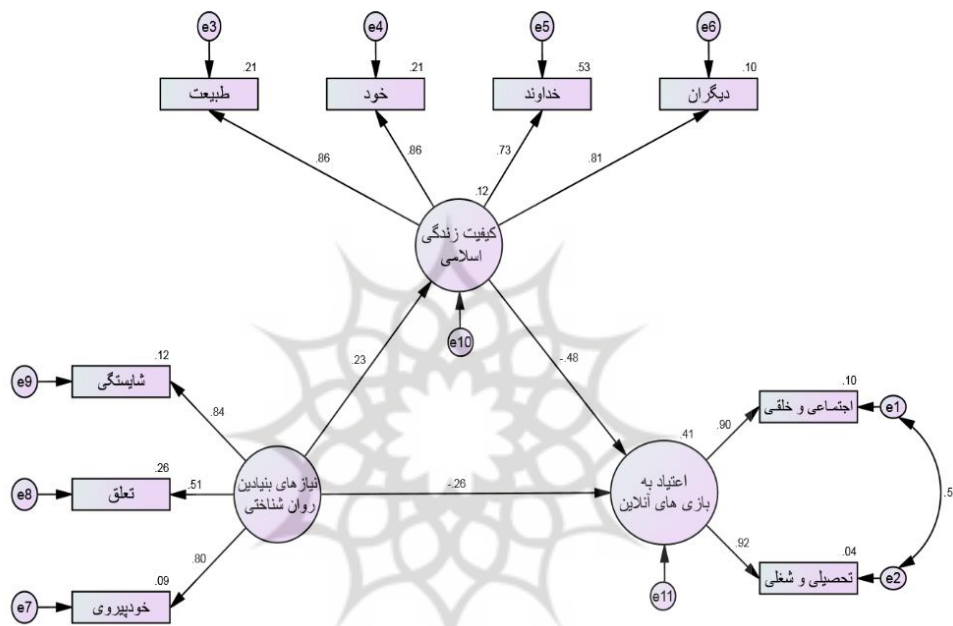 e3
e4
e5
e6
.21
.21
.53
.10
طبیعت
خود
خداوند
دیگران
.86
.86
.73
.81
.12
کیفیت زندگی
اسلامی
e10
.23
-.48
.12
e9
شایستگی
.84
.26
e8
تعلق
.51
نیازهای بنیادین
روان شناختی
-.26
.80
.09
e7
خودپیروی
.41
اعتیاد به
بازی های آنلاین
e11
.90
.92
.10
اجتماعی و خلقی
e1
.5
.04
تحصیلی و شغلی
e2